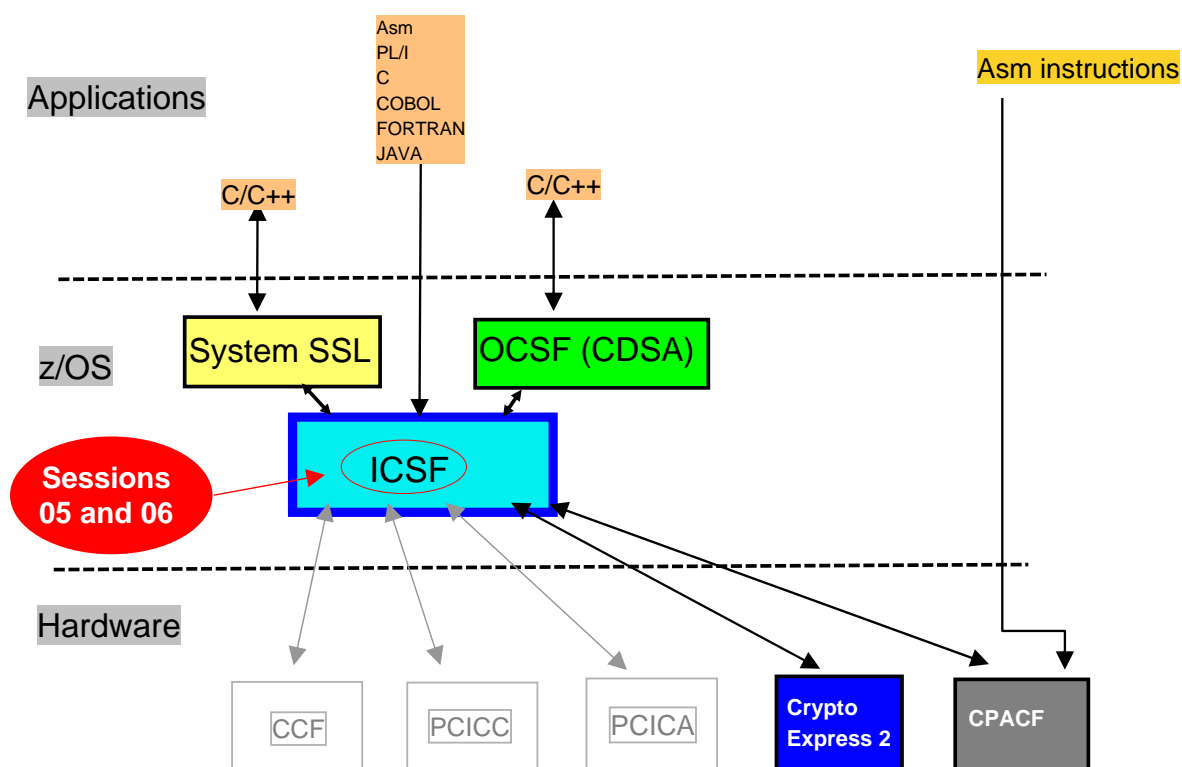 Asm
PL/I
C
COBOL
FORTRAN
JAVA
Asm instructions
Applications
C/C++
C/C++
System SSL
OCSF (CDSA)
z/OS
ICSF
Sessions
05 and 06
Hardware
CCF
PCICC
PCICA
Crypto
Express 2
CPACF